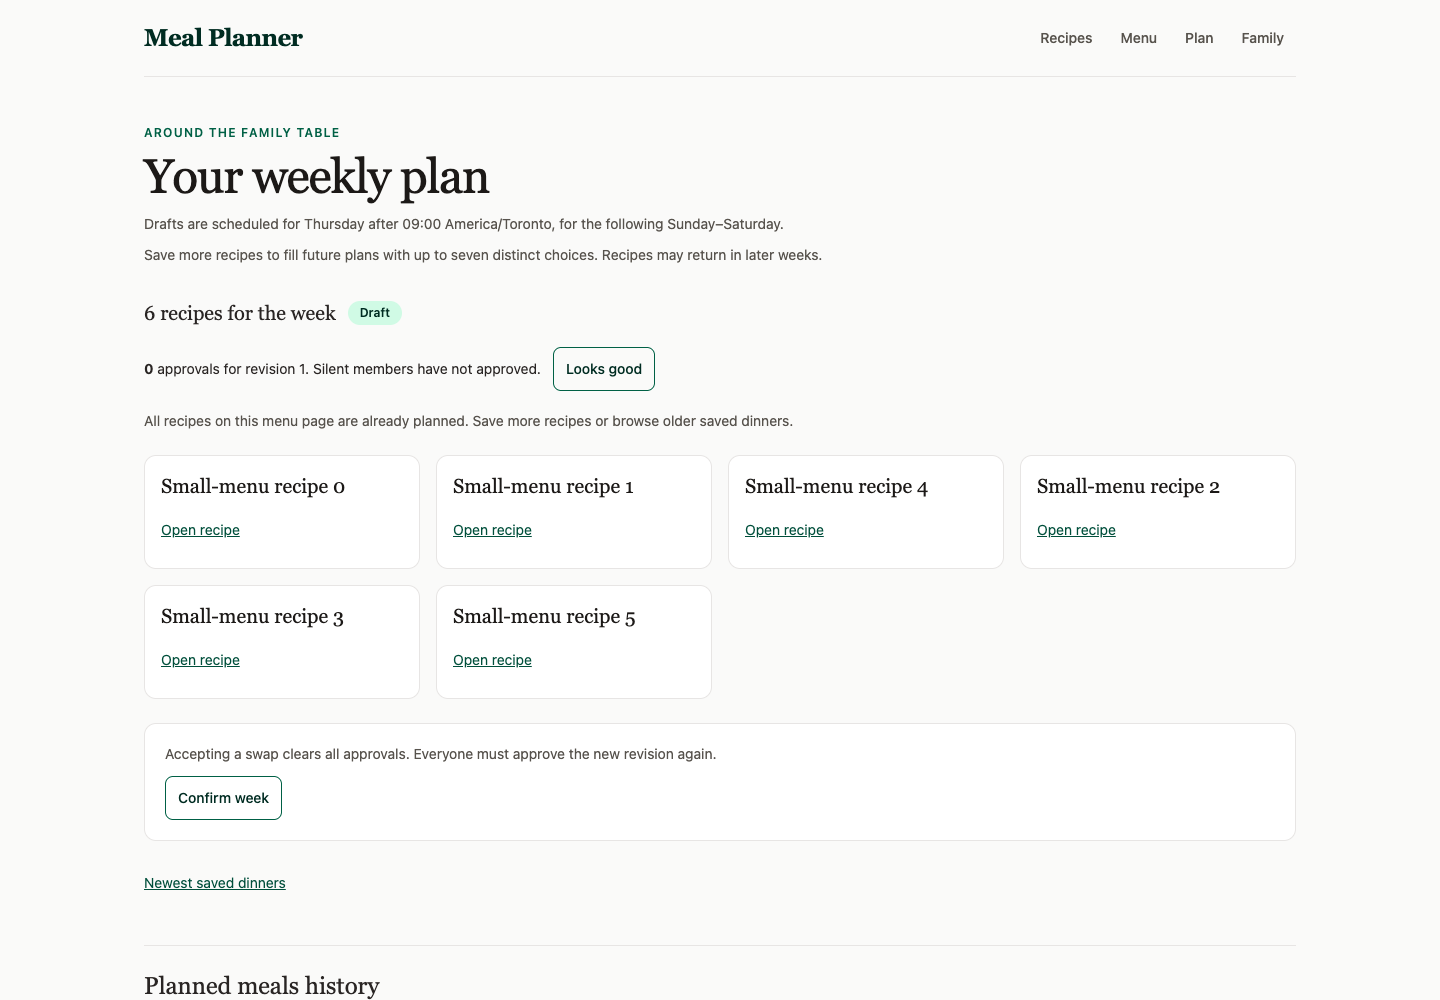 Meal Planner
Recipes Menu Plan Family
AROUND THE FAMILY TABLE
Your weekly plan
Drafts are scheduled for Thursday after 09:00 America/Toronto, for the following Sunday–Saturday.
Save more recipes to fill future plans with up to seven distinct choices. Recipes may return in later weeks.
6 recipes for the week Draft
0 approvals for revision 1. Silent members have not approved. Looks good
All recipes on this menu page are already planned. Save more recipes or browse older saved dinners.
Small-menu recipe 0
Open recipe
Small-menu recipe 1
Open recipe
Small-menu recipe 4
Open recipe
Small-menu recipe 2
Open recipe
Small-menu recipe 3
Open recipe
Small-menu recipe 5
Open recipe
Accepting a swap clears all approvals. Everyone must approve the new revision again.
Confirm week
Newest saved dinners
Planned meals history